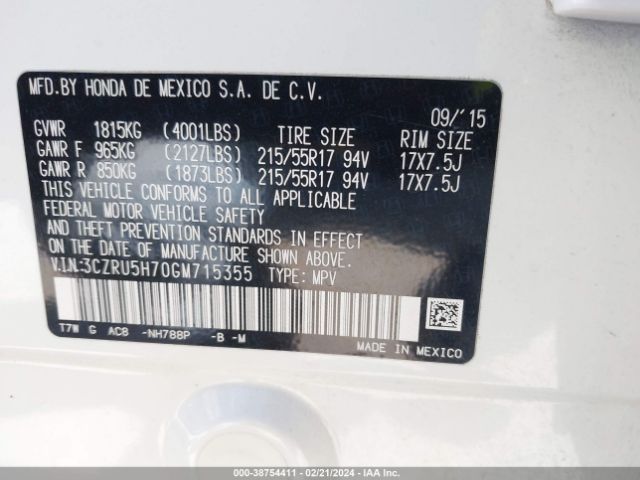 MFD.BY HONDA DE MEXICO S.A. DE C.V.
09/'15
GVWR 1815KG (4001LBS) TIRE SIZE RIM SIZE
GAWR F 965KG (2127LBS) 215/55R17 94V 17X7.5J
GAWR R 850KG (1873LBS) 215/55R17 94V 17X7.5J
THIS VEHICLE CONFORMS TO ALL APPLICABLE
FEDERAL MOTOR VEHICLE SAFETY
AND THEFT PREVENTION STANDARDS IN EFFECT
ON THE DATE OF MANUFACTURE SHOWN ABOVE.
V.I.N.:3CZRU5H70GM715355 TYPE: MPV
T7W G AC8 -NH788P -B -M
MADE IN MEXICO
000-38754411 - 02/21/2024 - IAA Inc.